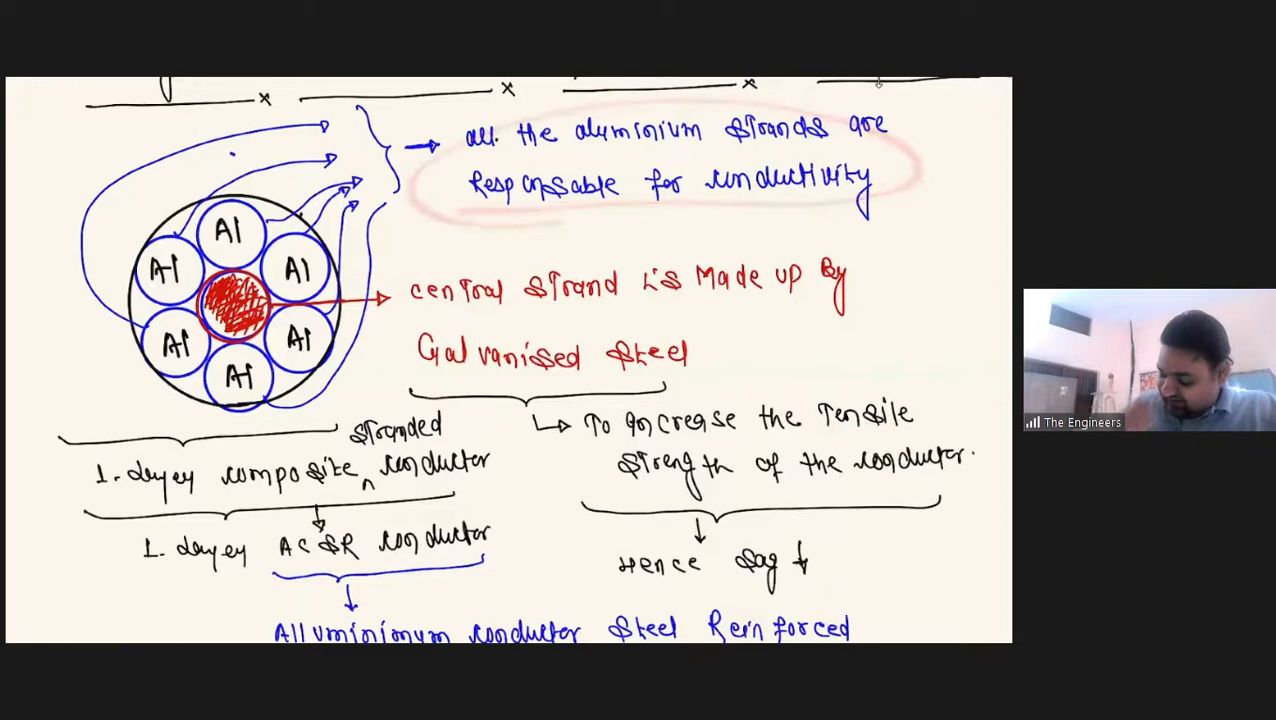 all the aluminium strands are
Responsable for conductivity
Al
Al
Al
Al
Al
Al
central strand is Made up By
Galvanised steel
To increase the Tensile
strength of the conductor.
stranded
1. layer composite ^ conductor
1. layer ACSR conductor
Hence sag ↓
Alluminimum conductor steel Reinforced
The Engineers